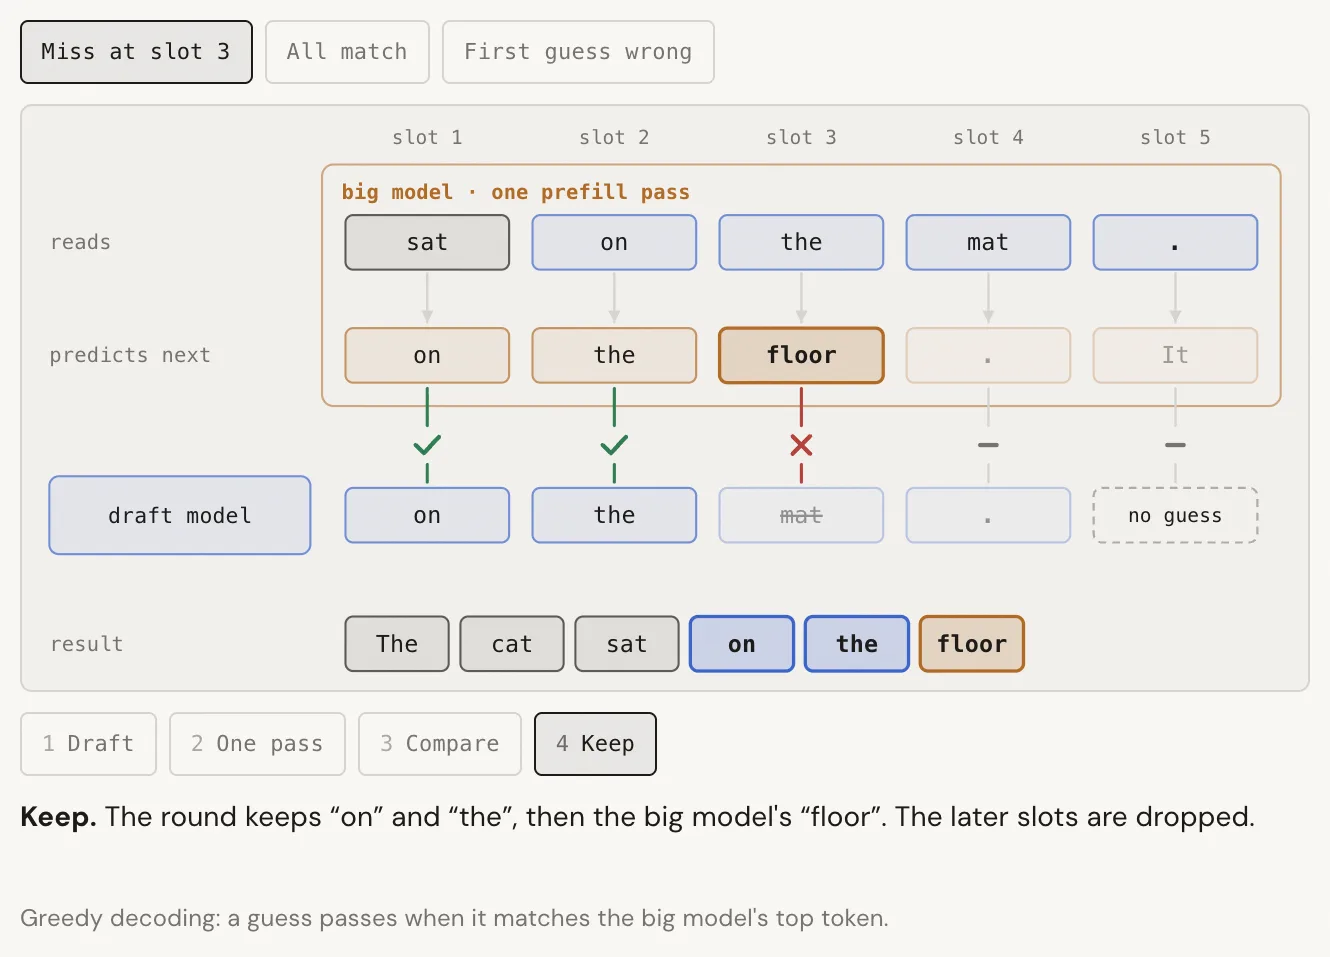 Miss at slot 3 All match First guess wrong
slot 1 slot 2 slot 3 slot 4 slot 5
big model · one prefill pass
reads sat on the mat .
predicts next on the floor . It
draft model on the mat . no guess
result The cat sat on the floor
1 Draft 2 One pass 3 Compare 4 Keep
Keep. The round keeps “on” and “the”, then the big model's “floor”. The later slots are dropped.
Greedy decoding: a guess passes when it matches the big model's top token.